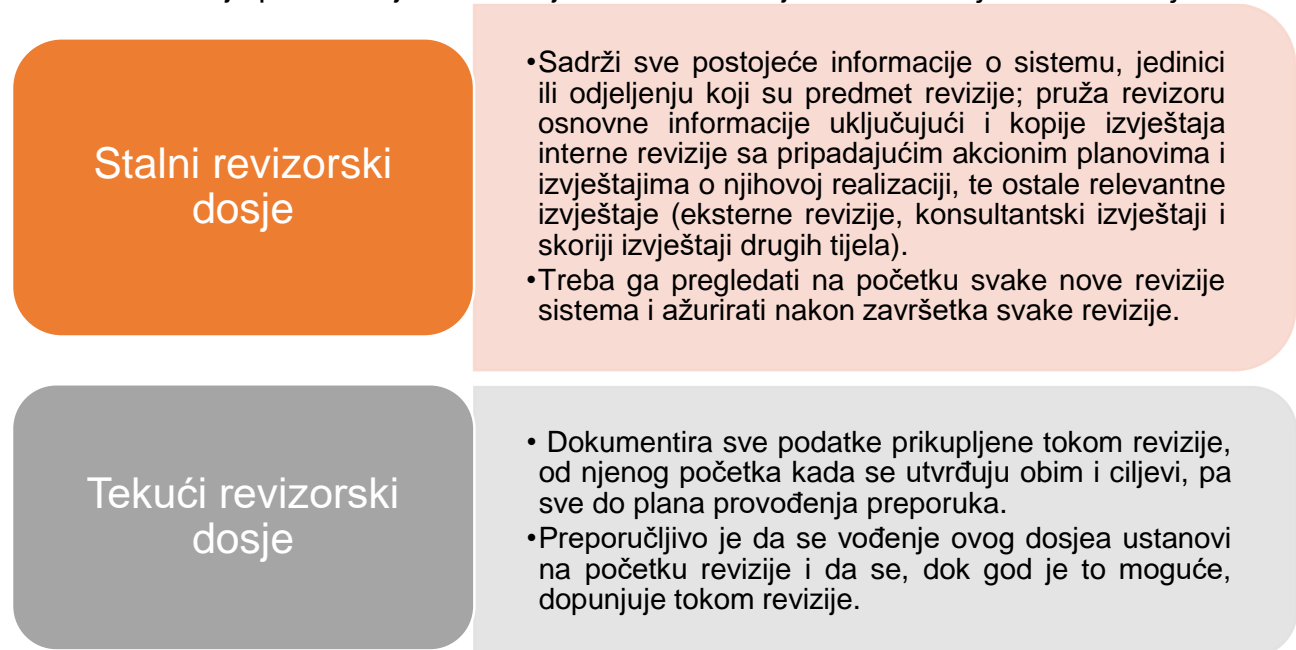 Stalni revizorski
dosje
•Sadrži sve postojeće informacije o sistemu, jedinici
ili odjeljenju koji su predmet revizije; pruža revizoru
osnovne informacije uključujući i kopije izvještaja
interne revizije sa pripadajućim akcionim planovima i
izvještajima o njihovoj realizaciji, te ostale relevantne
izvještaje (eksterne revizije, konsultantski izvještaji i
skoriji izvještaji drugih tijela).
•Treba ga pregledati na početku svake nove revizije
sistema i ažurirati nakon završetka svake revizije.
Tekući revizorski
dosje
• Dokumentira sve podatke prikupljene tokom revizije,
od njenog početka kada se utvrđuju obim i ciljevi, pa
sve do plana provođenja preporuka.
•Preporučljivo je da se vođenje ovog dosjea ustanovi
na početku revizije i da se, dok god je to moguće,
dopunjuje tokom revizije.